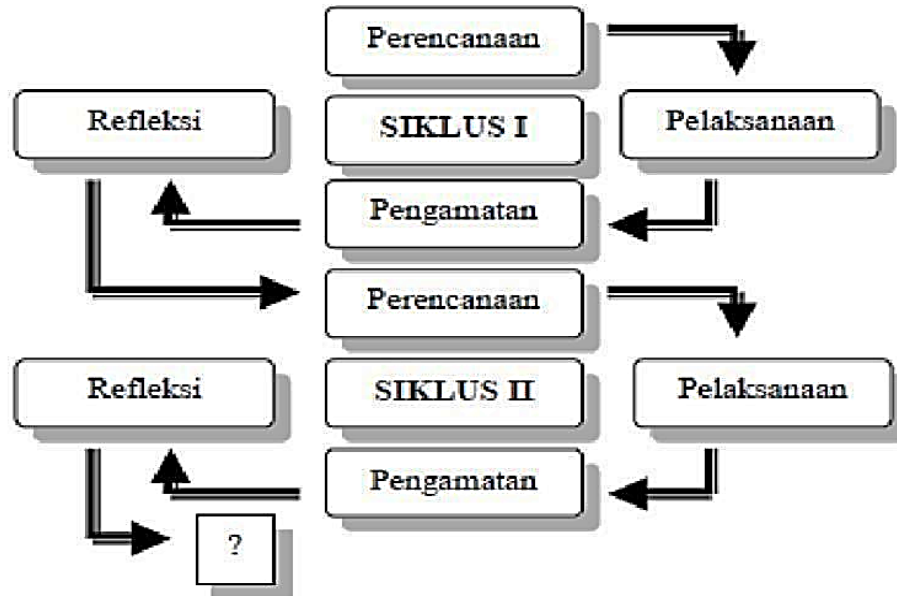 Perencanaan
Refleksi
SIKLUS I
Pelaksanaan
Pengamatan
Perencanaan
Refleksi
SIKLUS II
Pelaksanaan
Pengamatan
?